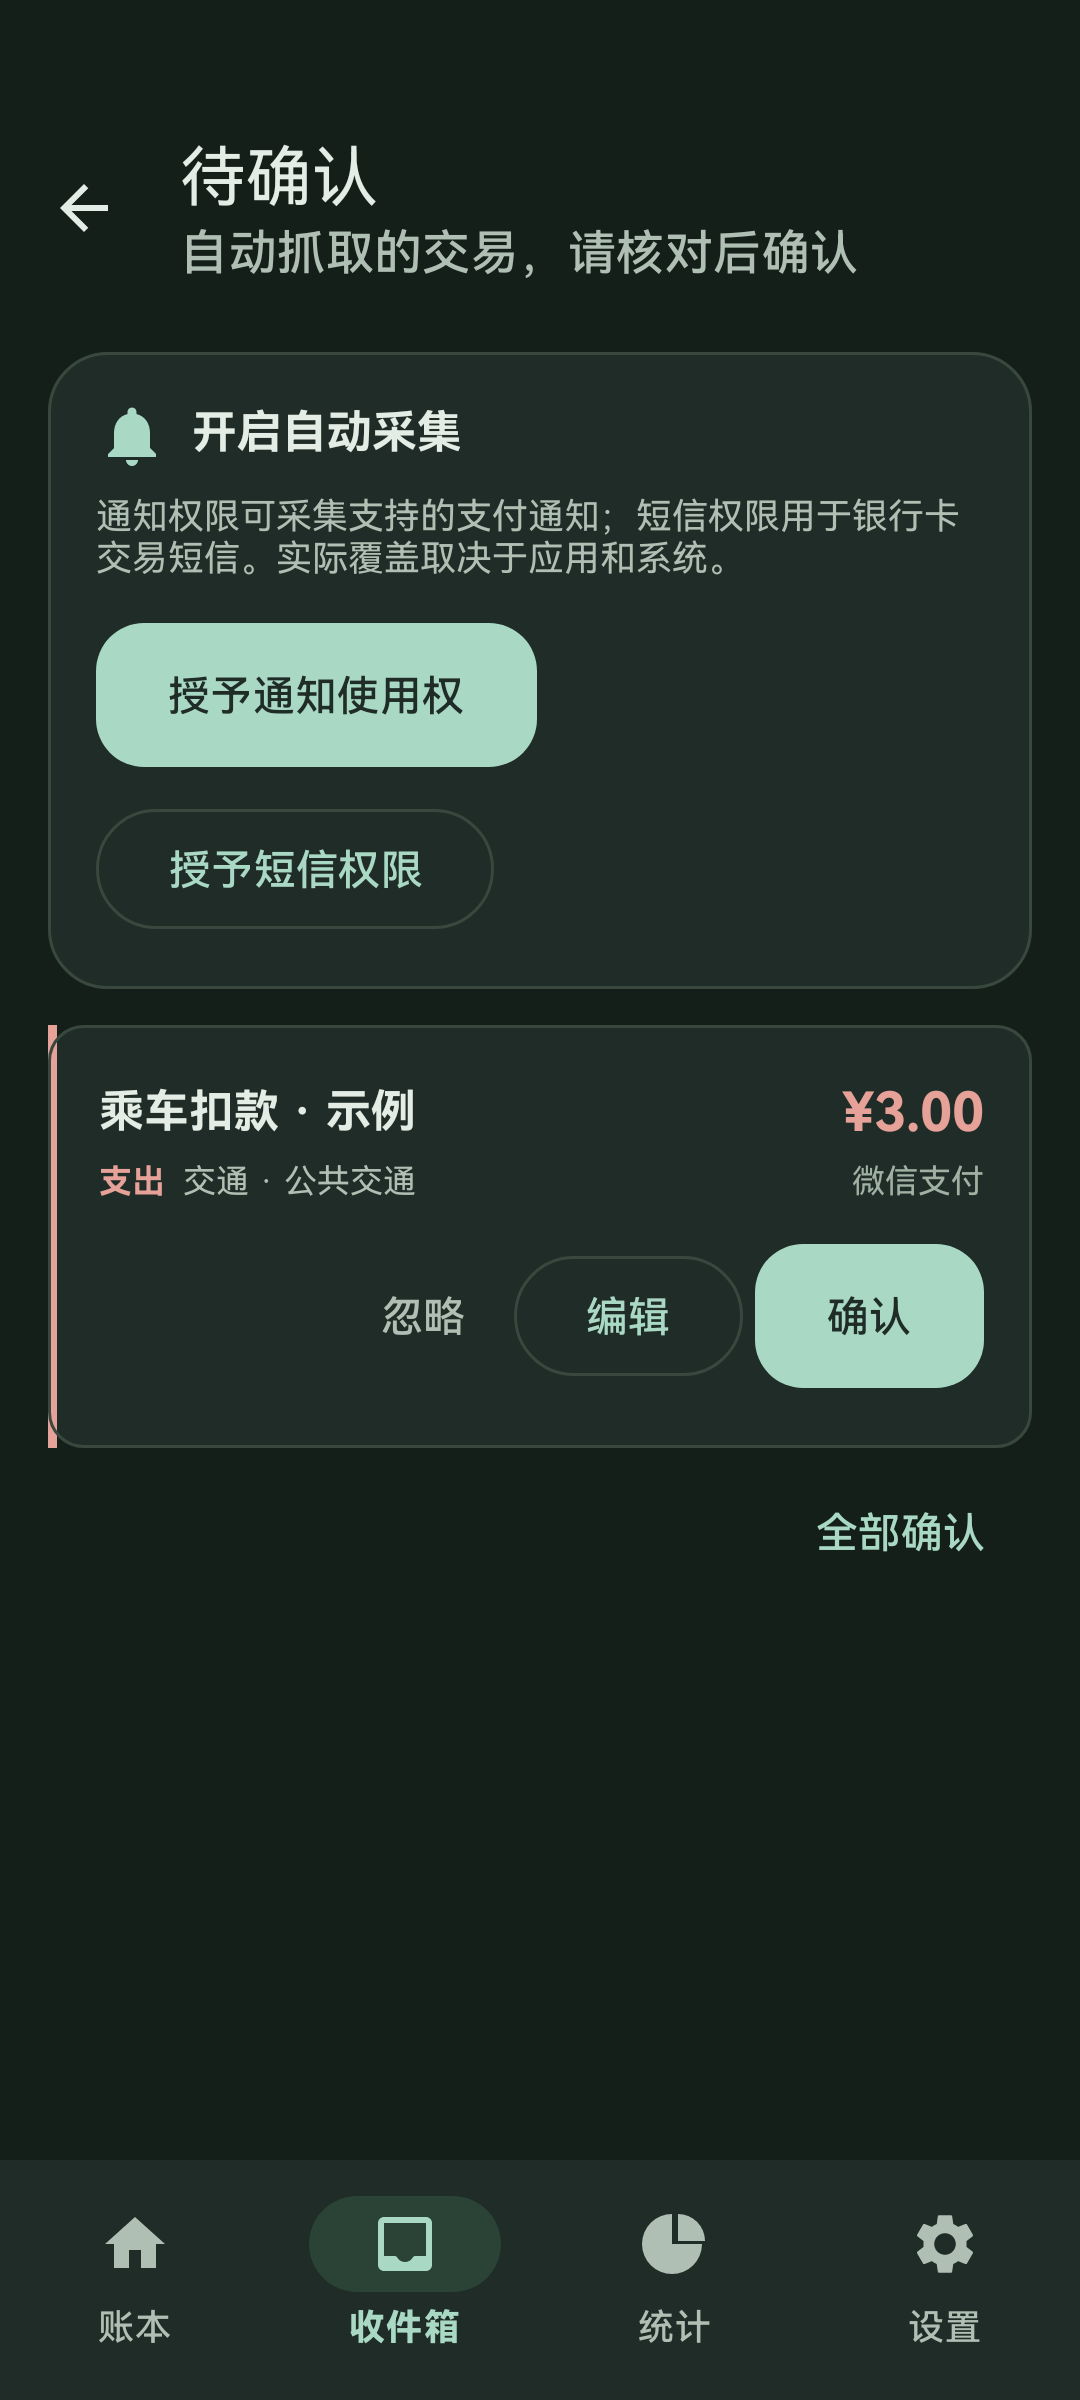 待确认
自动抓取的交易，请核对后确认
开启自动采集
通知权限可采集支持的支付通知；短信权限用于银行卡
交易短信。实际覆盖取决于应用和系统。
授予通知使用权
授予短信权限
乘车扣款 · 示例
¥3.00
支出 交通 · 公共交通
微信支付
忽略
编辑
确认
全部确认
账本
收件箱
统计
设置